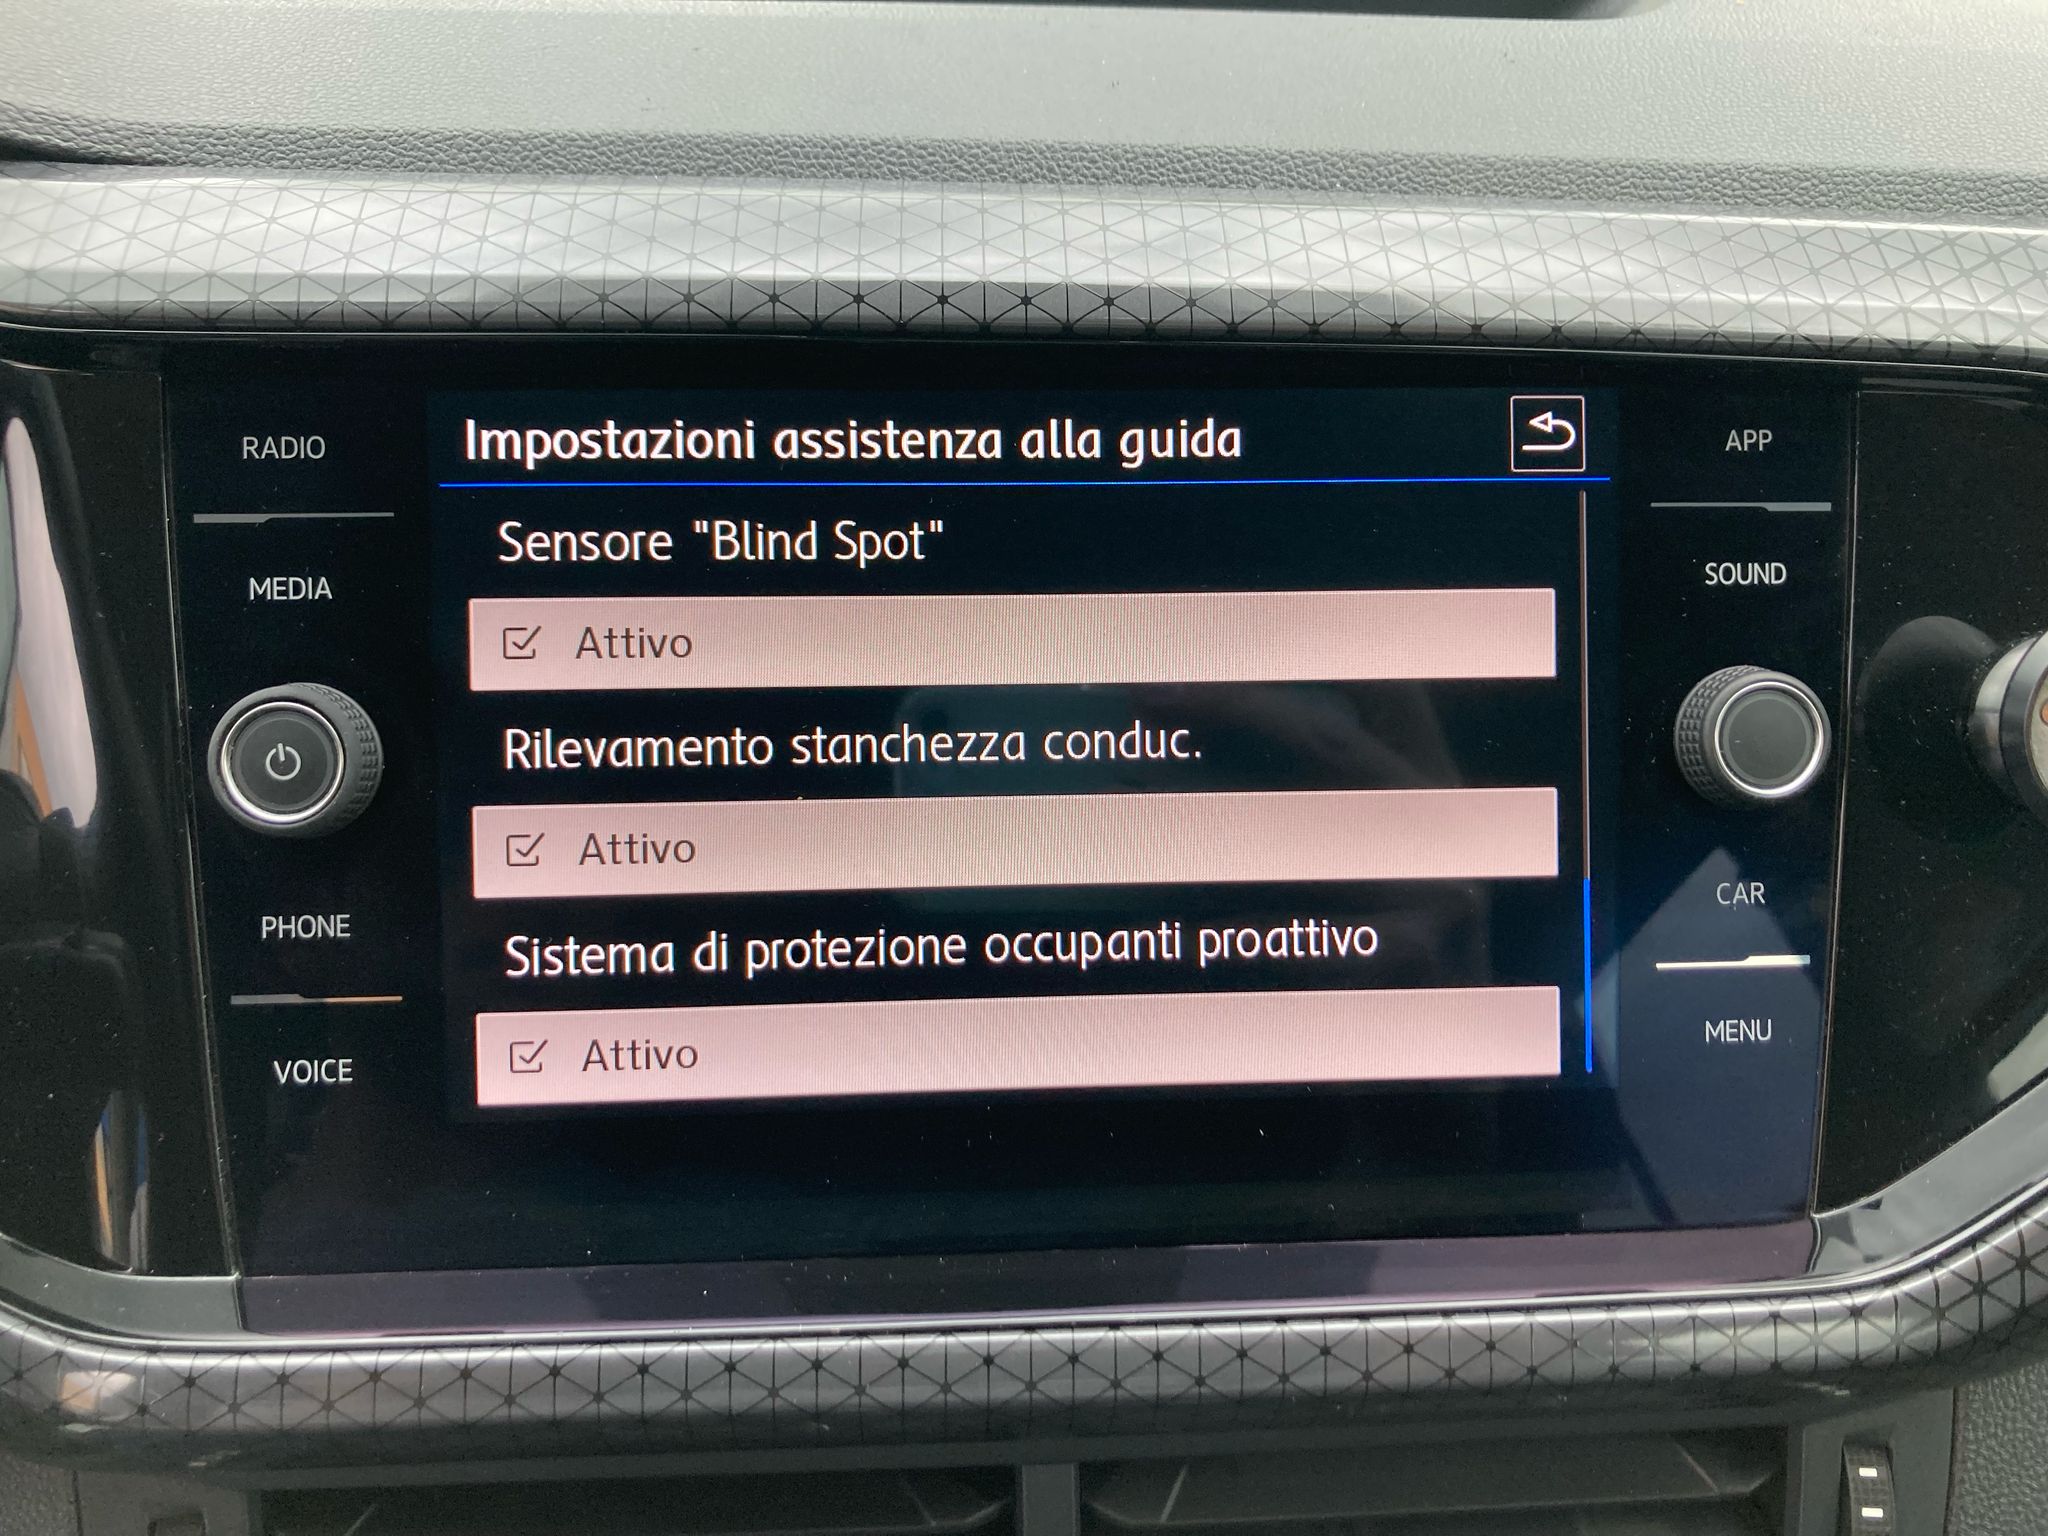 Impostazioni assistenza alla guida
Sensore "Blind Spot"
Attivo
Rilevamento stanchezza conduc.
Attivo
Sistema di protezione occupanti proattivo
Attivo
RADIO
MEDIA
PHONE
VOICE
APP
SOUND
CAR
MENU